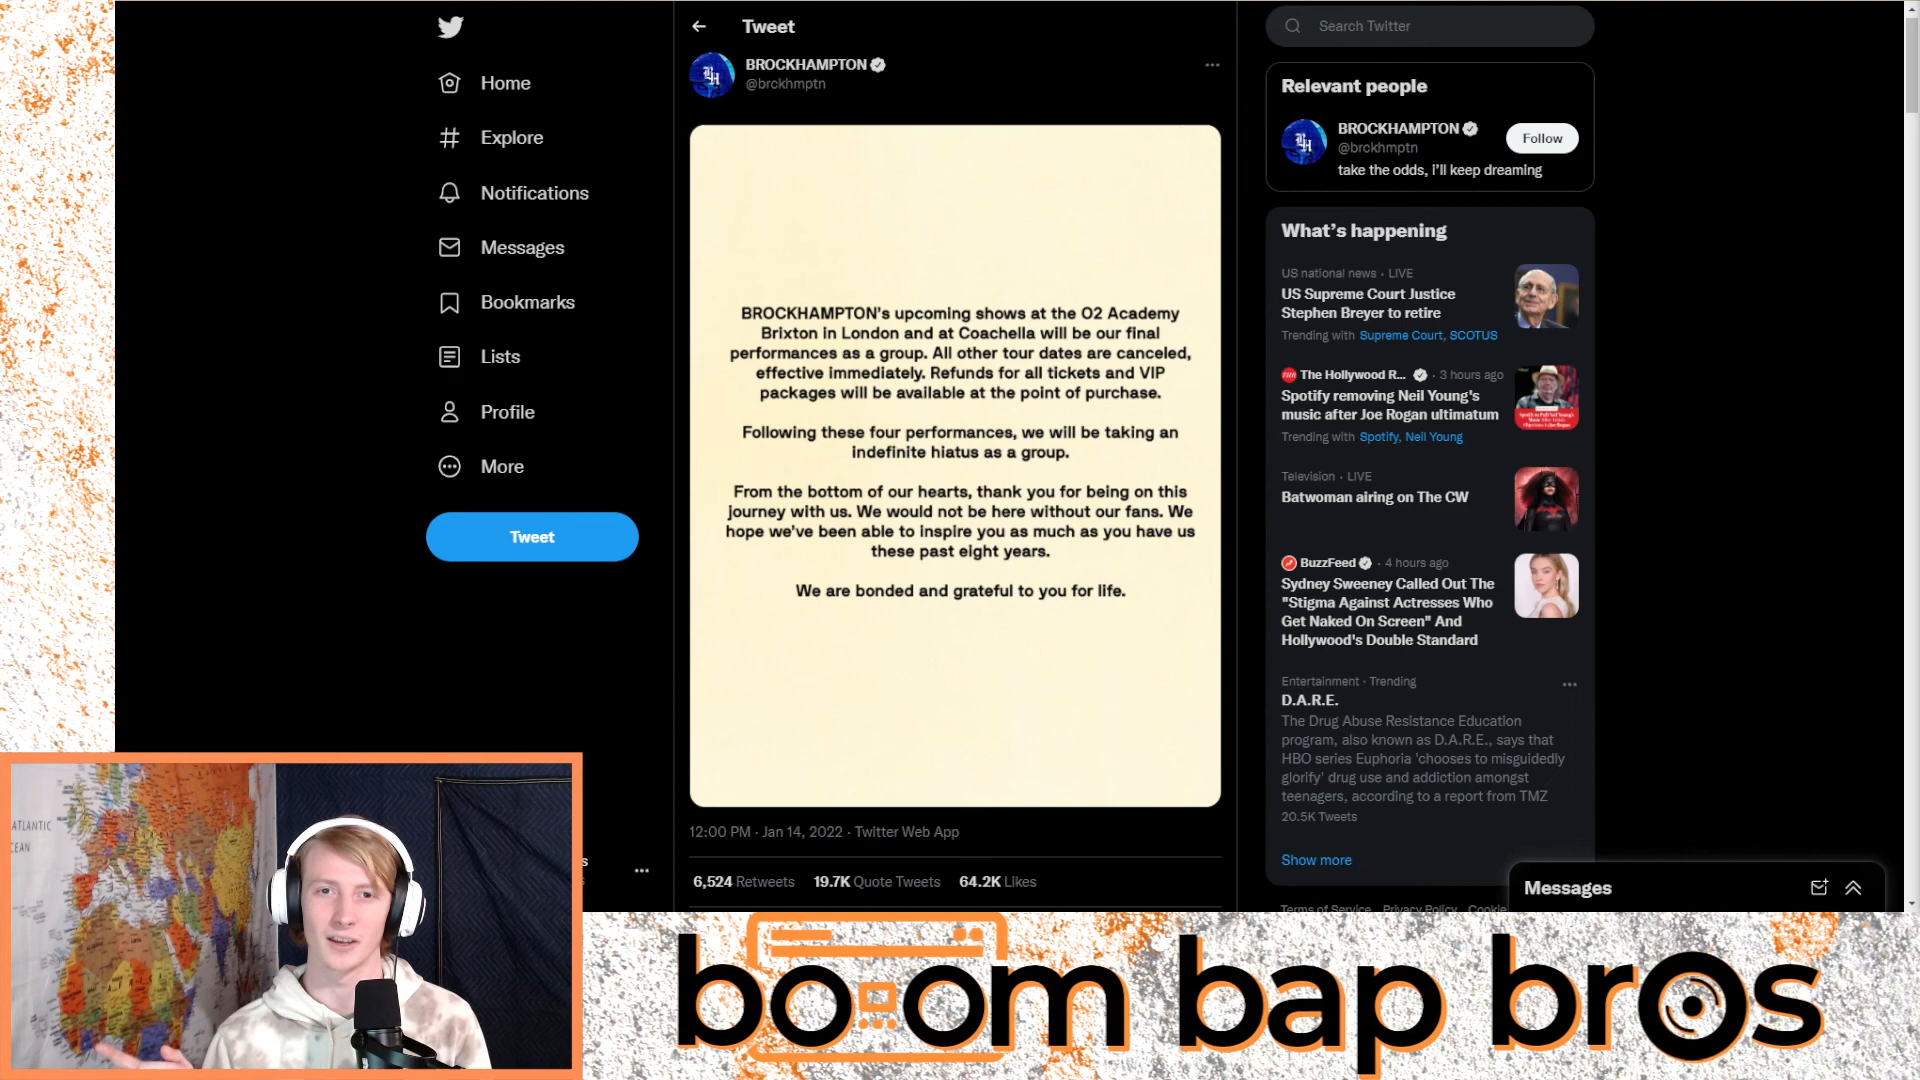 Home
Explore
Notifications
Messages
Bookmarks
Lists
Profile
More
Tweet
Tweet
BROCKHAMPTON
@brckhmptn
BROCKHAMPTON's upcoming shows at the O2 Academy
Brixton in London and at Coachella will be our final
performances as a group. All other tour dates are canceled,
effective immediately. Refunds for all tickets and VIP
packages will be available at the point of purchase.
Following these four performances, we will be taking an
indefinite hiatus as a group.
From the bottom of our hearts, thank you for being on this
journey with us. We would not be here without our fans. We
hope we've been able to inspire you as much as you have us
these past eight years.
We are bonded and grateful to you for life.
12:00 PM · Jan 14, 2022 · Twitter Web App
6,524 Retweets 19.7K Quote Tweets 64.2K Likes
Search Twitter
Relevant people
BROCKHAMPTON
@brckhmptn
Follow
take the odds, i'll keep dreaming
What's happening
US national news · LIVE
US Supreme Court Justice
Stephen Breyer to retire
Trending with Supreme Court, SCOTUS
The Hollywood R... · 3 hours ago
Spotify removing Neil Young's
music after Joe Rogan ultimatum
Trending with Spotify, Neil Young
Television · LIVE
Batwoman airing on The CW
BuzzFeed · 4 hours ago
Sydney Sweeney Called Out The
"Stigma Against Actresses Who
Get Naked On Screen" And
Hollywood's Double Standard
Entertainment · Trending
D.A.R.E.
The Drug Abuse Resistance Education
program, also known as D.A.R.E., says that
HBO series Euphoria 'chooses to misguidedly
glorify' drug use and addiction amongst
teenagers, according to a report from TMZ
20.5K Tweets
Show more
Messages
Terms of Service Privacy Policy Cookie
ATLANTIC
boom bap bros